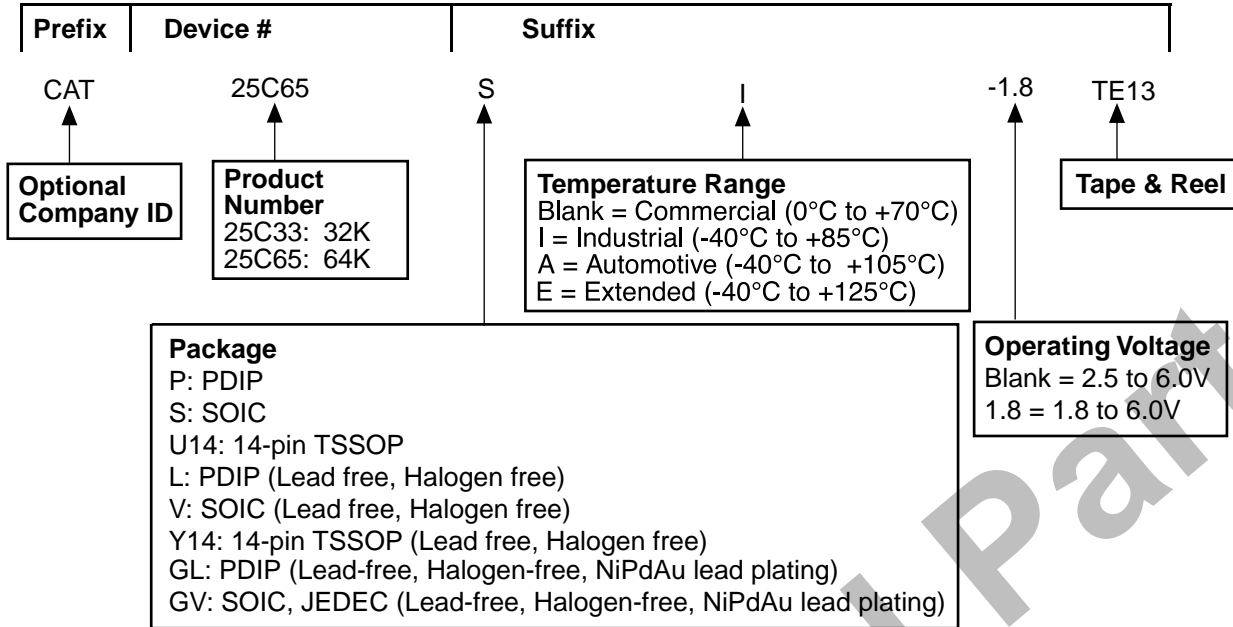 Prefix Device # Suffix
CAT 25C65 S I -1.8 TE13
Optional
Company ID
Product
Number
25C33: 32K
25C65: 64K
Temperature Range
Blank = Commercial (0°C to +70°C)
I = Industrial (-40°C to +85°C)
A = Automotive (-40°C to +105°C)
E = Extended (-40°C to +125°C)
Tape & Reel
Package
P: PDIP
S: SOIC
U14: 14-pin TSSOP
L: PDIP (Lead free, Halogen free)
V: SOIC (Lead free, Halogen free)
Y14: 14-pin TSSOP (Lead free, Halogen free)
GL: PDIP (Lead-free, Halogen-free, NiPdAu lead plating)
GV: SOIC, JEDEC (Lead-free, Halogen-free, NiPdAu lead plating)
Operating Voltage
Blank = 2.5 to 6.0V
1.8 = 1.8 to 6.0V
Part